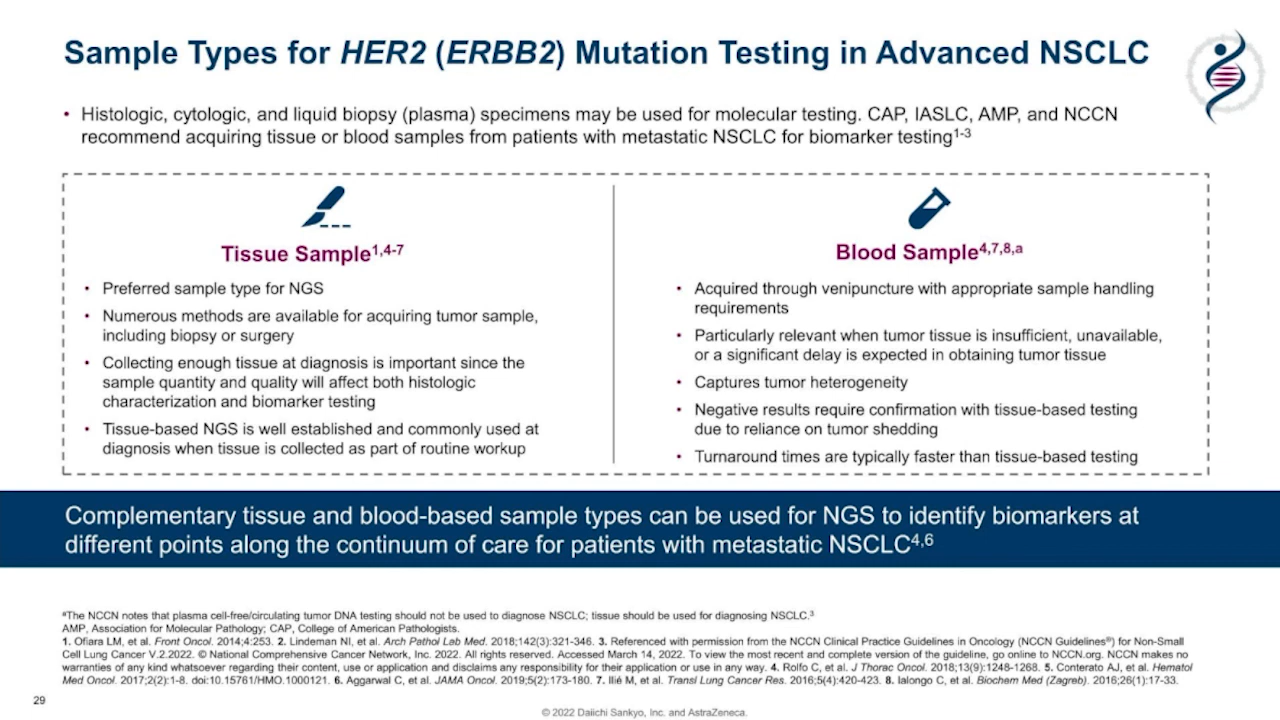 Sample Types for HER2 (ERBB2) Mutation Testing in Advanced NSCLC
• Histologic, cytologic, and liquid biopsy (plasma) specimens may be used for molecular testing. CAP, IASLC, AMP, and NCCN
recommend acquiring tissue or blood samples from patients with metastatic NSCLC for biomarker testing1-3
Tissue Sample1,4-7
• Preferred sample type for NGS
• Numerous methods are available for acquiring tumor sample,
including biopsy or surgery
• Collecting enough tissue at diagnosis is important since the
sample quantity and quality will affect both histologic
characterization and biomarker testing
• Tissue-based NGS is well established and commonly used at
diagnosis when tissue is collected as part of routine workup
Blood Sample4,7,8,a
• Acquired through venipuncture with appropriate sample handling
requirements
• Particularly relevant when tumor tissue is insufficient, unavailable,
or a significant delay is expected in obtaining tumor tissue
• Captures tumor heterogeneity
• Negative results require confirmation with tissue-based testing
due to reliance on tumor shedding
• Turnaround times are typically faster than tissue-based testing
Complementary tissue and blood-based sample types can be used for NGS to identify biomarkers at
different points along the continuum of care for patients with metastatic NSCLC4,6
aThe NCCN notes that plasma cell-free/circulating tumor DNA testing should not be used to diagnose NSCLC; tissue should be used for diagnosing NSCLC.3
AMP, Association for Molecular Pathology; CAP, College of American Pathologists.
1. Ofiara LM, et al. Front Oncol. 2014;4:253. 2. Lindeman NI, et al. Arch Pathol Lab Med. 2018;142(3):321-346. 3. Referenced with permission from the NCCN Clinical Practice Guidelines in Oncology (NCCN Guidelines®) for Non-Small
Cell Lung Cancer V.2.2022. © National Comprehensive Cancer Network, Inc. 2022. All rights reserved. Accessed March 14, 2022. To view the most recent and complete version of the guideline, go online to NCCN.org. NCCN makes no
warranties of any kind whatsoever regarding their content, use or application and disclaims any responsibility for their application or use in any way. 4. Rolfo C, et al. J Thorac Oncol. 2018;13(9):1248-1268. 5. Conterato AJ, et al. Hematol
Med Oncol. 2017;2(2):1-8. doi:10.15761/HMO.1000121. 6. Aggarwal C, et al. JAMA Oncol. 2019;5(2):173-180. 7. Ilié M, et al. Transl Lung Cancer Res. 2016;5(4):420-423. 8. Ialongo C, et al. Biochem Med (Zagreb). 2016;26(1):17-33.
29
© 2022 Daiichi Sankyo, Inc. and AstraZeneca.